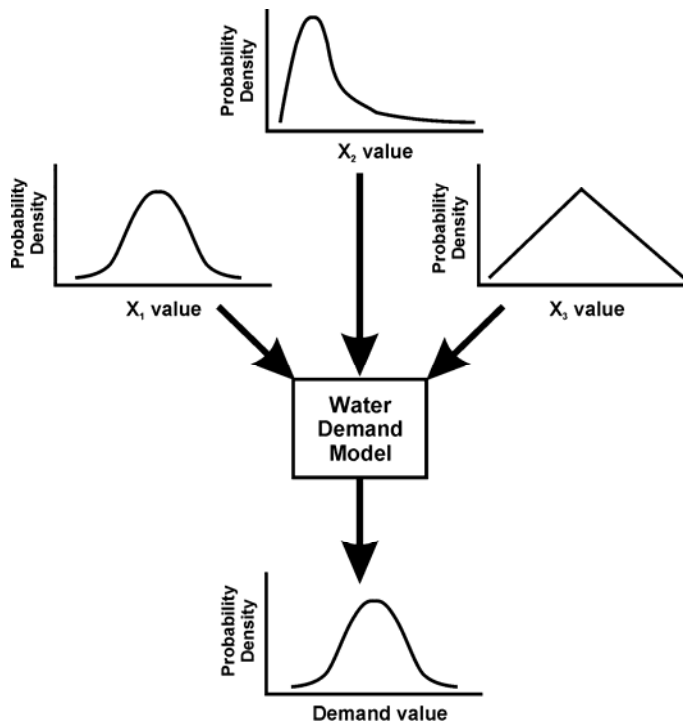 Probability
Density
X₂ value
Probability
Density
X₁ value
Probability
Density
X₃ value
Water
Demand
Model
Probability
Density
Demand value